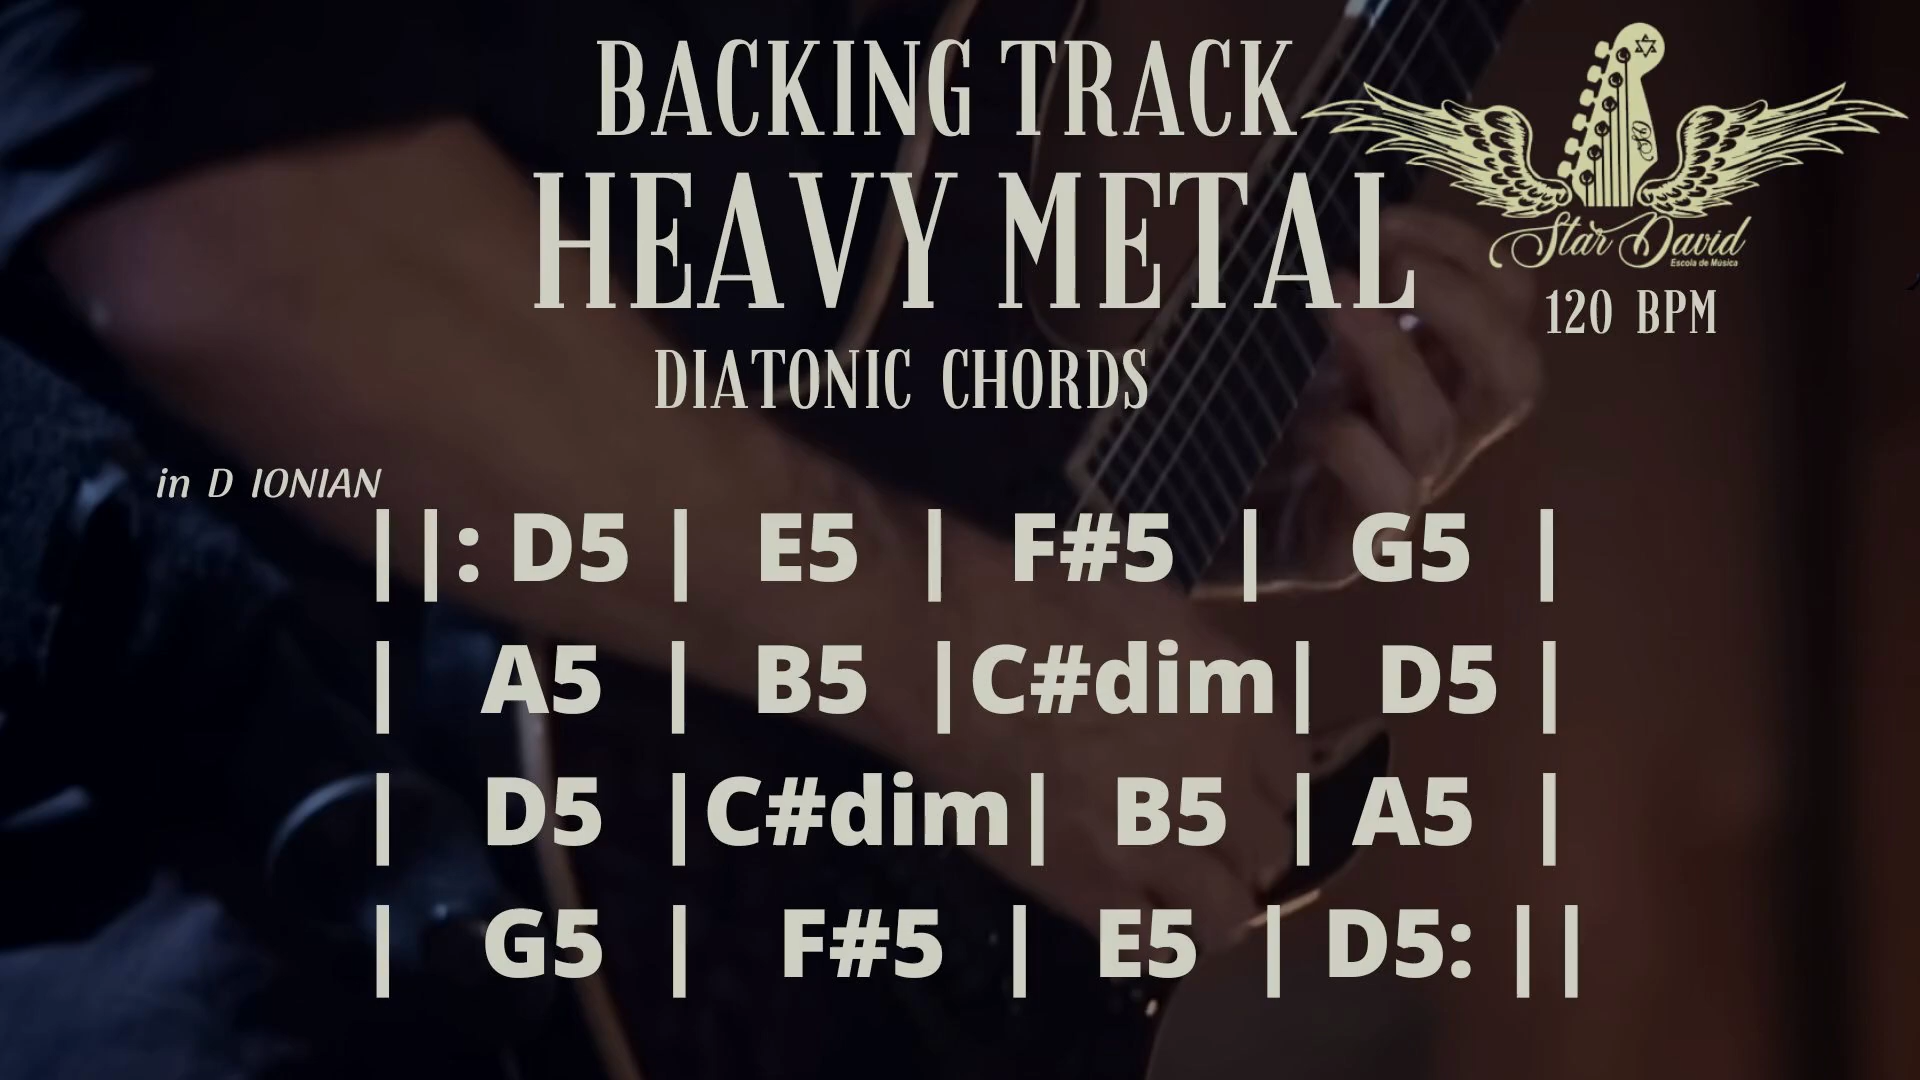 BACKING TRACK
HEAVY METAL
Star David
Escola de Música
120 BPM
DIATONIC CHORDS
in D IONIAN
||: D5 | E5 | F#5 | G5 |
| A5 | B5 |C#dim| D5 |
| D5 |C#dim| B5 | A5 |
| G5 | F#5 | E5 | D5: ||